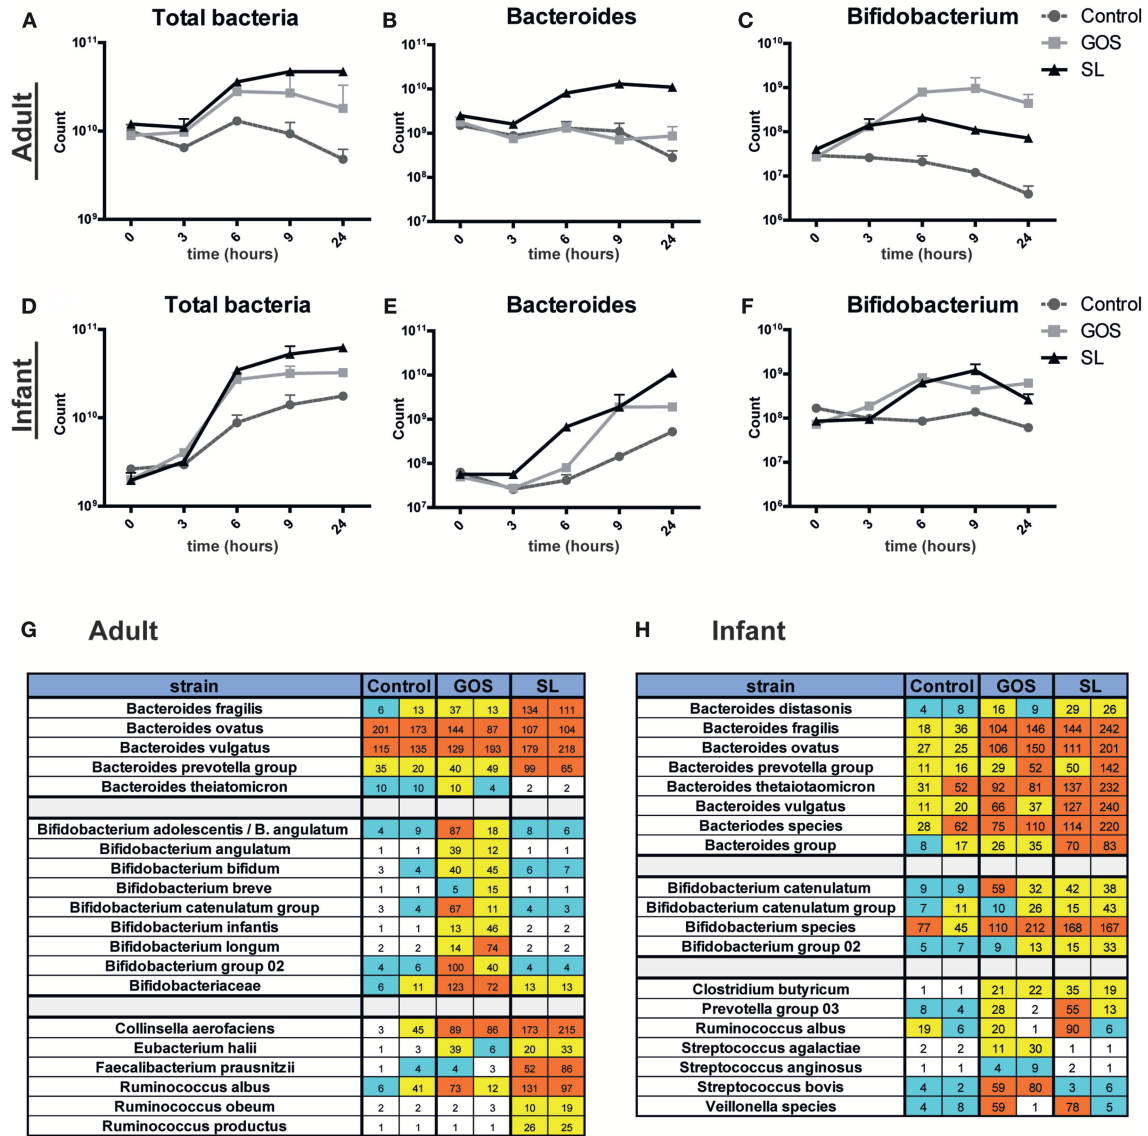 A Total bacteria
B Bacteroides
C Bifidobacterium
Control
GOS
SL
Adult
Count
10¹¹
10¹⁰
10⁹
0 3 6 9 24
time (hours)
Count
10¹¹
10¹⁰
10⁹
10⁸
10⁷
0 3 6 9 24
time (hours)
Count
10¹⁰
10⁹
10⁸
10⁷
10⁶
0 3 6 9 24
time (hours)
D Total bacteria
E Bacteroides
F Bifidobacterium
Control
GOS
SL
Infant
Count
10¹¹
10¹⁰
10⁹
0 3 6 9 24
time (hours)
Count
10¹¹
10¹⁰
10⁹
10⁸
10⁷
0 3 6 9 24
time (hours)
Count
10¹⁰
10⁹
10⁸
10⁷
10⁶
0 3 6 9 24
time (hours)
G Adult
strain Control GOS SL
Bacteroides fragilis 6 13 37 13 134 111
Bacteroides ovatus 201 173 144 87 107 104
Bacteroides vulgatus 115 135 129 193 179 218
Bacteroides prevotella group 35 20 40 49 99 65
Bacteroides theiatomicron 10 10 10 4 2 2
Bifidobacterium adolescentis / B. angulatum 4 9 87 18 8 6
Bifidobacterium angulatum 1 1 39 12 1 1
Bifidobacterium bifidum 3 4 40 45 6 7
Bifidobacterium breve 1 1 5 15 1 1
Bifidobacterium catenulatum group 3 4 67 11 4 3
Bifidobacterium infantis 1 1 13 46 2 2
Bifidobacterium longum 2 2 14 74 2 2
Bifidobacterium group 02 4 6 100 40 4 4
Bifidobacteriaceae 6 11 123 72 13 13
Collinsella aerofaciens 3 45 89 86 173 215
Eubacterium halii 1 3 39 6 20 33
Faecalibacterium prausnitzii 1 4 4 3 52 86
Ruminococcus albus 6 41 73 12 131 97
Ruminococcus obeum 2 2 2 3 10 19
Ruminococcus productus 1 1 1 1 26 25
H Infant
strain Control GOS SL
Bacteroides distasonis 4 8 16 9 29 26
Bacteroides fragilis 18 36 104 146 144 242
Bacteroides ovatus 27 25 106 150 111 201
Bacteroides prevotella group 11 16 29 52 50 142
Bacteroides thetaiotaomicron 31 52 92 81 137 232
Bacteroides vulgatus 11 20 66 37 127 240
Bacteriodes species 28 62 75 110 114 220
Bacteroides group 8 17 26 35 70 83
Bifidobacterium catenulatum 9 9 59 32 42 38
Bifidobacterium catenulatum group 7 11 10 26 15 43
Bifidobacterium species 77 45 110 212 168 167
Bifidobacterium group 02 5 7 9 13 15 33
Clostridium butyricum 1 1 21 22 35 19
Prevotella group 03 8 4 28 2 55 13
Ruminococcus albus 19 6 20 1 90 6
Streptococcus agalactiae 2 2 11 30 1 1
Streptococcus anginosus 1 1 4 9 2 1
Streptococcus bovis 4 2 59 80 3 6
Veillonella species 4 8 59 1 78 5